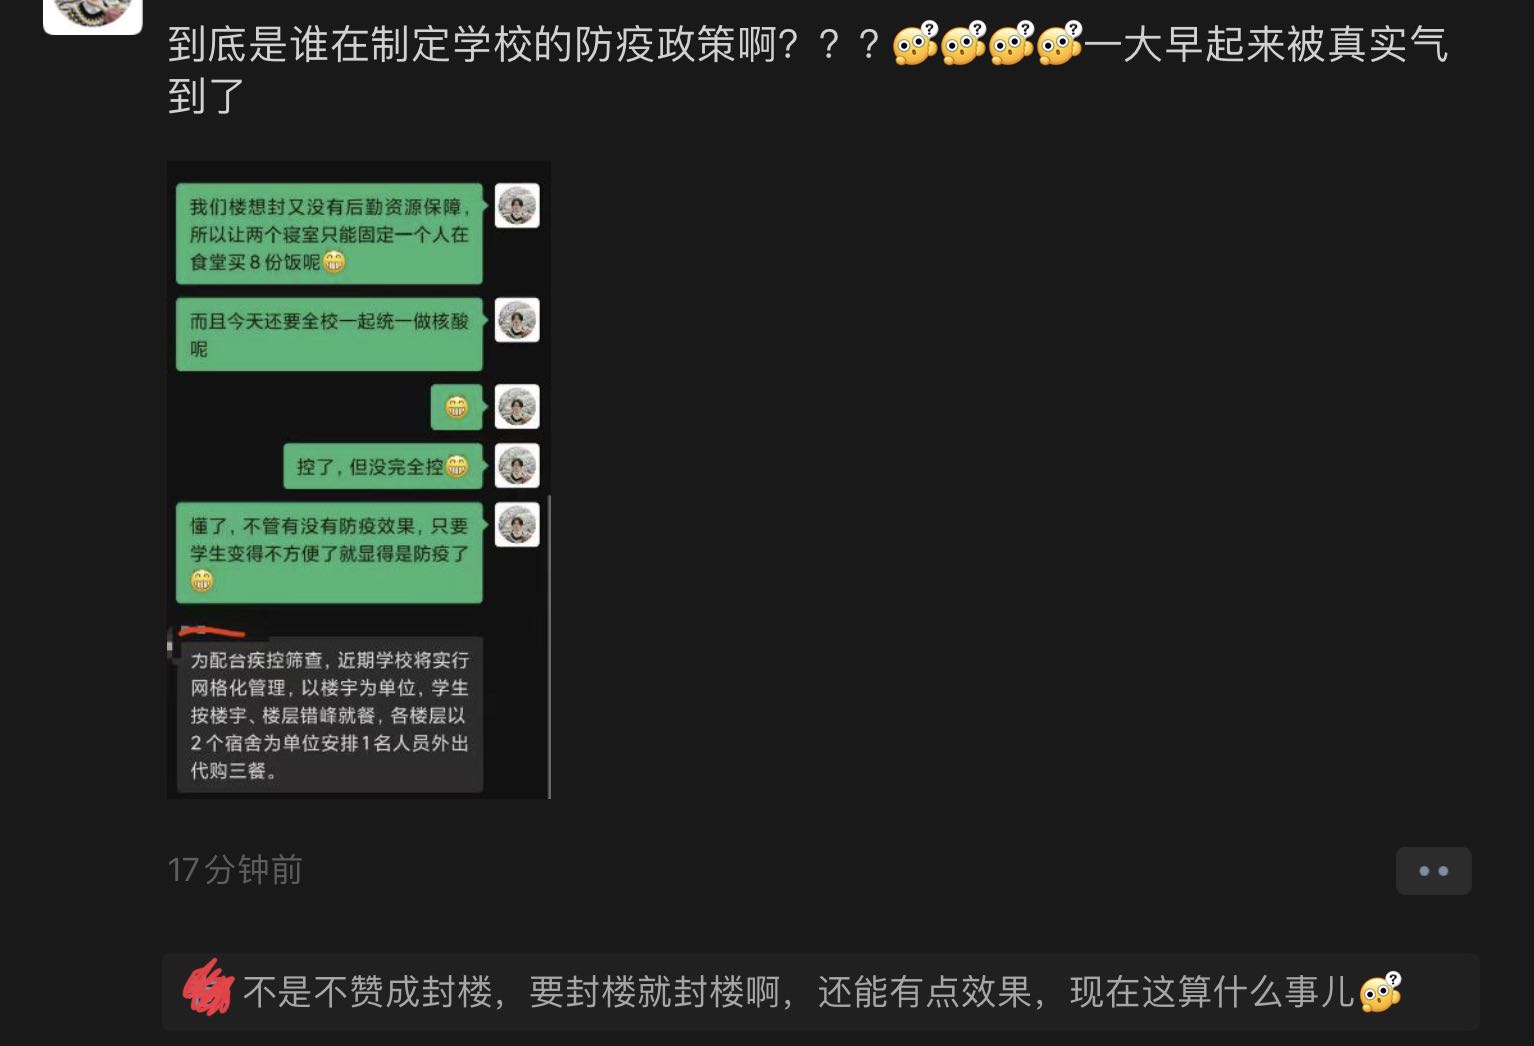 到底是谁在制定学校的防疫政策啊？？？一大早起来被真实气
到了
我们楼想封又没有后勤资源保障，
所以让两个寝室只能固定一个人在
食堂买8份饭呢
而且今天还要全校一起统一做核酸
呢
控了，但没完全控
懂了，不管有没有防疫效果，只要
学生变得不方便了就显得是防疫了
为配合疾控筛查，近期学校将实行
网格化管理，以楼宇为单位，学生
按楼宇、楼层错峰就餐，各楼层以
2个宿舍为单位安排1名人员外出
代购三餐。
17分钟前
不是不赞成封楼，要封楼就封楼啊，还能有点效果，现在这算什么事儿